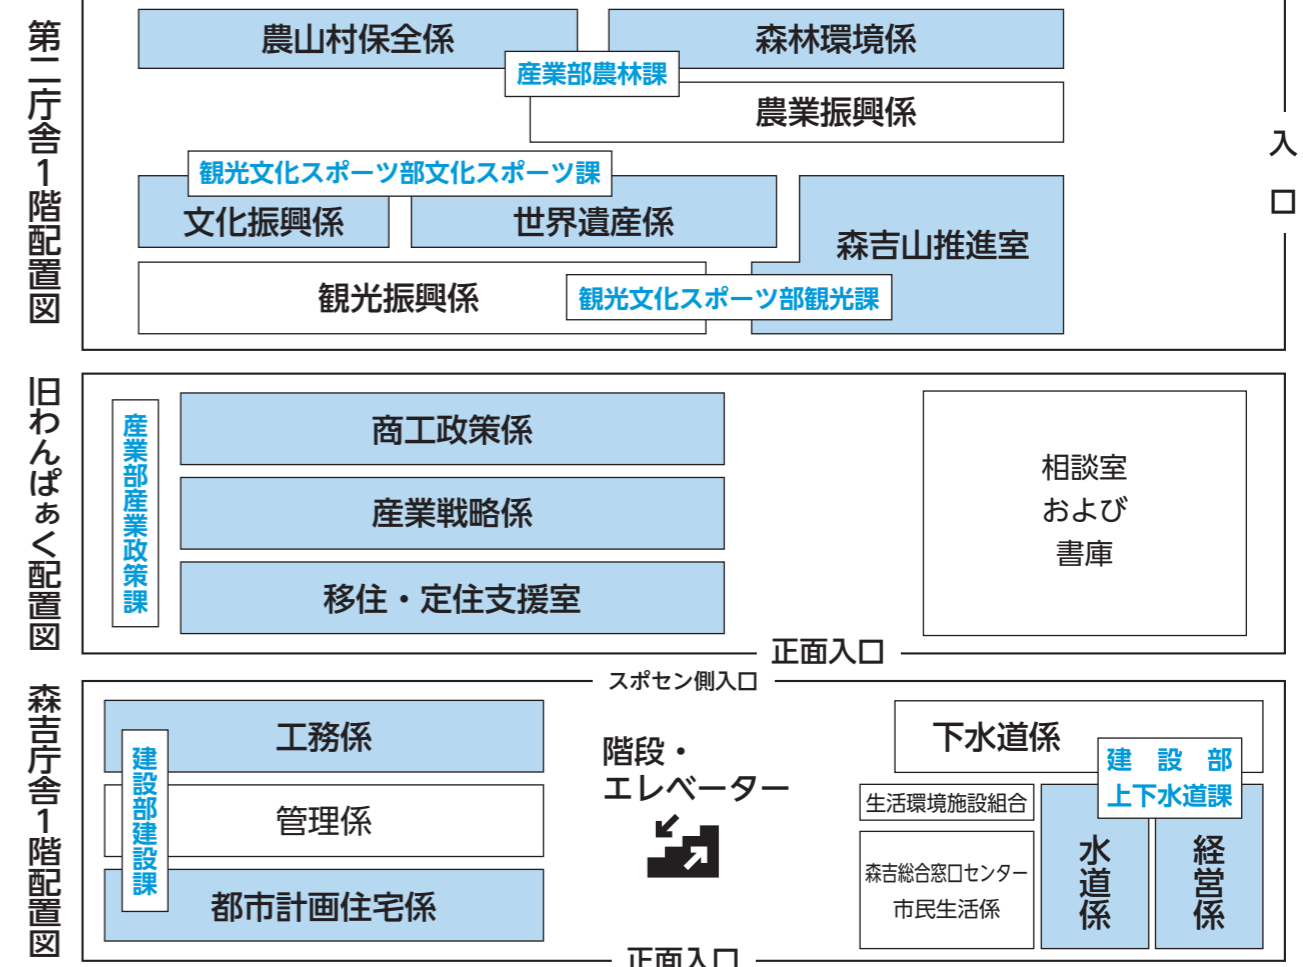 第二庁舎1階配置図
農山村保全係
森林環境係
産業部農林課
農業振興係
入口
観光文化スポーツ部文化スポーツ課
文化振興係
世界遺産係
森吉山推進室
観光振興係
観光文化スポーツ部観光課
旧わんぱぁく配置図
産業部産業政策課
商工政策係
産業戦略係
移住・定住支援室
相談室
および
書庫
正面入口
スポセン側入口
森吉庁舎1階配置図
建設部建設課
工務係
管理係
都市計画住宅係
階段・
エレベーター
下水道係
建設部
上下水道課
生活環境施設組合
森吉総合窓口センター
市民生活係
水道係
経営係
正面入口